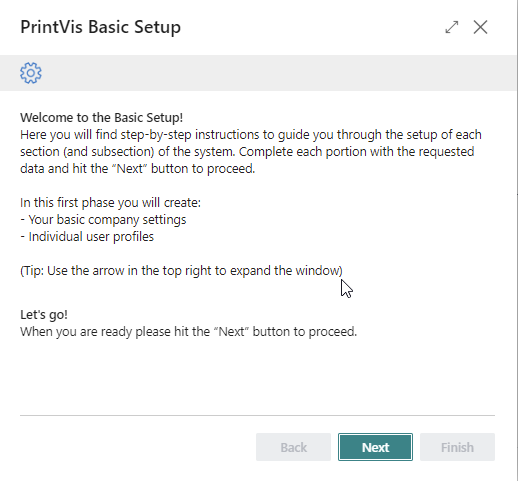 PrintVis Basic Setup
Welcome to the Basic Setup!
Here you will find step-by-step instructions to guide you through the setup of each
section (and subsection) of the system. Complete each portion with the requested
data and hit the “Next” button to proceed.
In this first phase you will create:
- Your basic company settings
- Individual user profiles
(Tip: Use the arrow in the top right to expand the window)
Let's go!
When you are ready please hit the “Next” button to proceed.
Back
Next
Finish